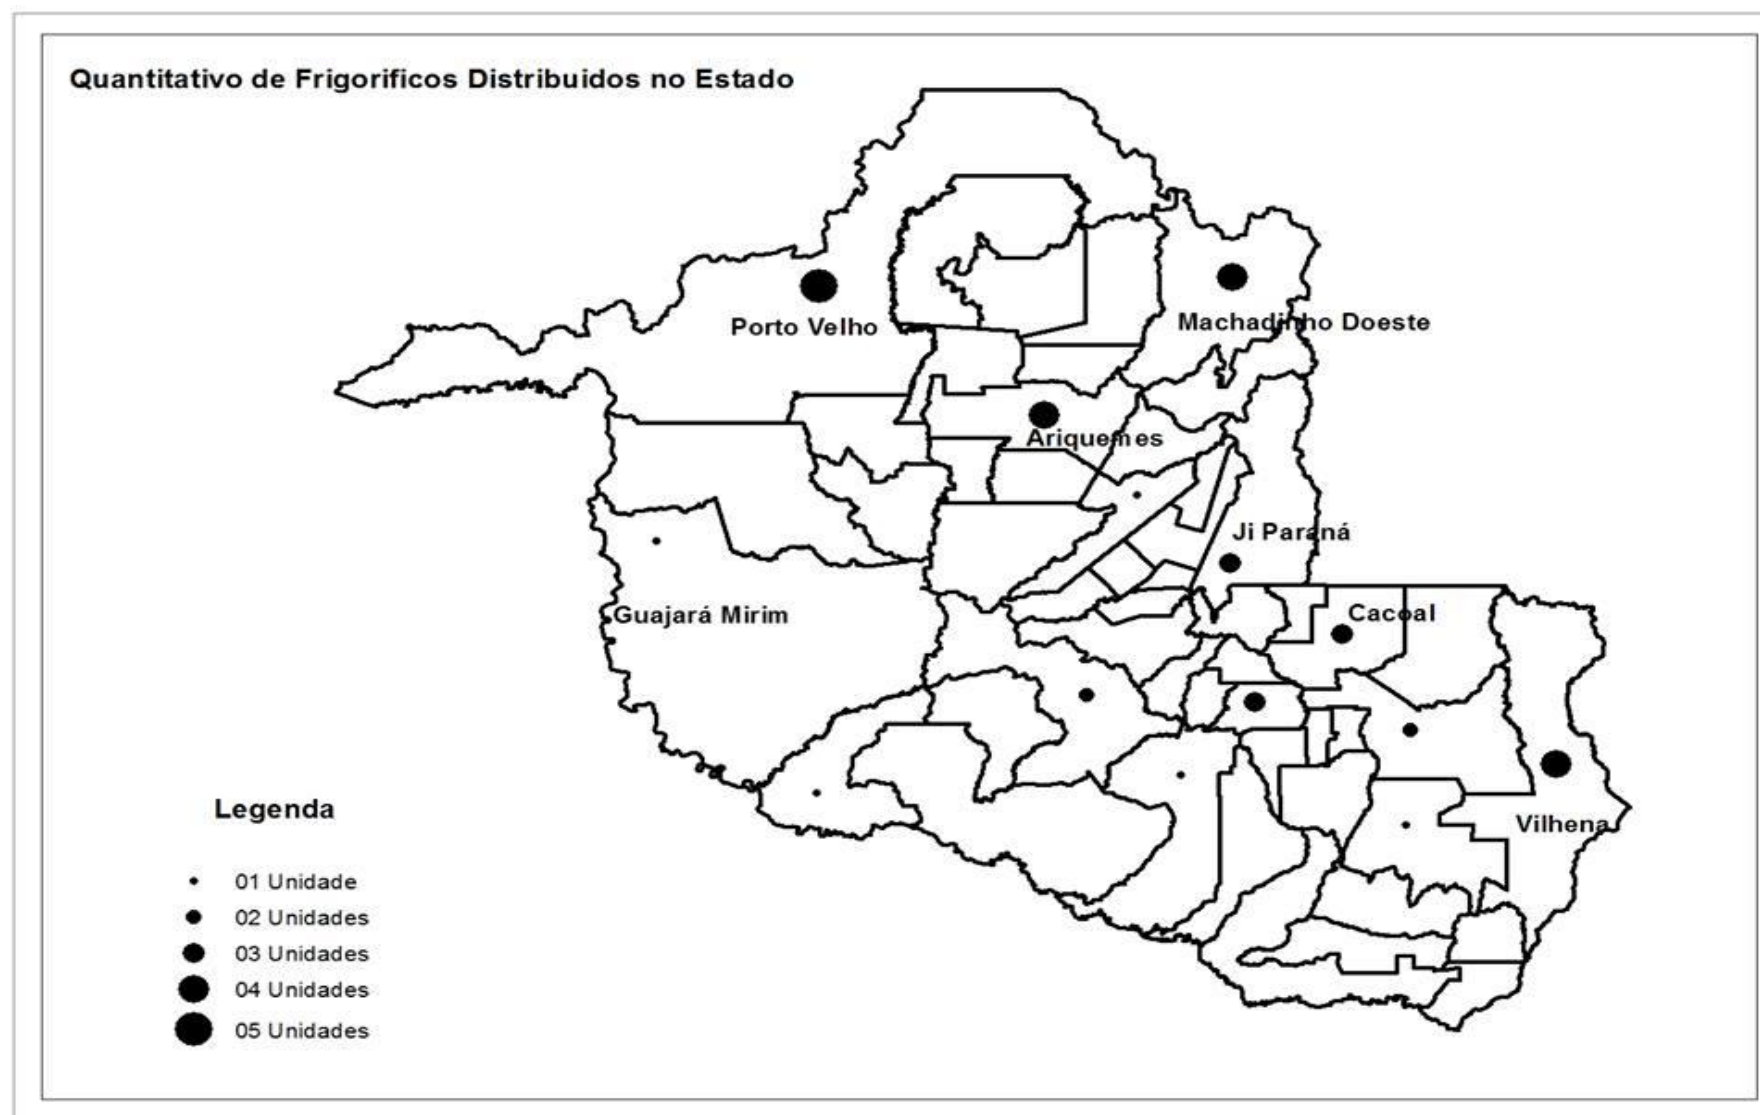 Quantitativo de Frigorificos Distribuidos no Estado
Porto Velho
Machadinho Doeste
Ariquemes
Ji Paraná
Cacoal
Guajará Mirim
Vilhena
Legenda
01 Unidade
02 Unidades
03 Unidades
04 Unidades
05 Unidades